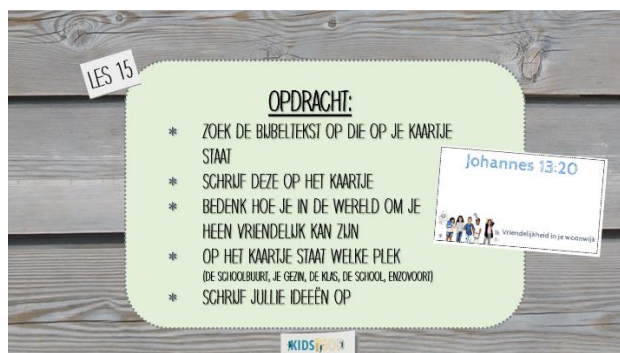 LES 15
OPDRACHT:
* ZOEK DE BIJBELTEKST OP DIE OP JE KAARTJE
STAAT
* SCHRIJF DEZE OP HET KAARTJE
* BEDENK HOE JE IN DE WERELD OM JE
HEEN VRIENDELIJK KAN ZIJN
* OP HET KAARTJE STAAT WELKE PLEK
(DE SCHOOLBUURT, JE GEZIN, DE KLAS, DE SCHOOL, ENZOVOORT)
* SCHRIJF JULLIE IDEEËN OP
Johannes 13:20
Vriendelijkheid in je woonwijk
KIDS